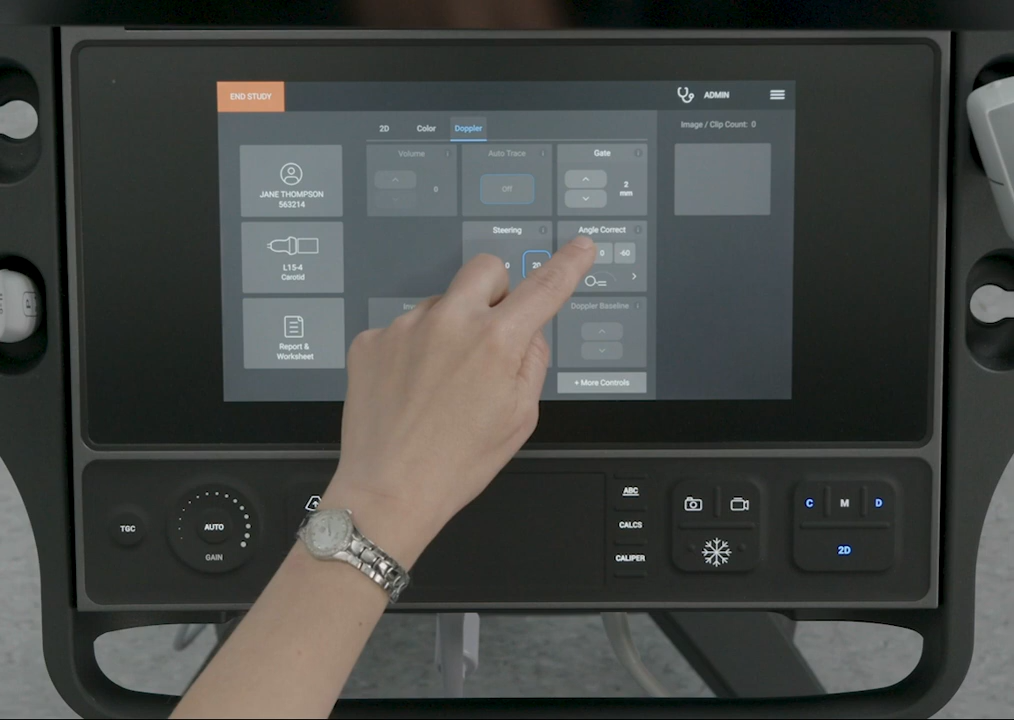 END STUDY
ADMIN
2D Color Doppler
Image / Clip Count: 0
Volume
0
Auto Trace
Off
Gate
2
mm
JANE THOMPSON
563214
Steering
0 20
Angle Correct
0 -60
L15-4
Carotid
Doppler Baseline
Report &
Worksheet
+ More Controls
TGC
AUTO
GAIN
ABC
CALCS
CALIPER
C M D
2D